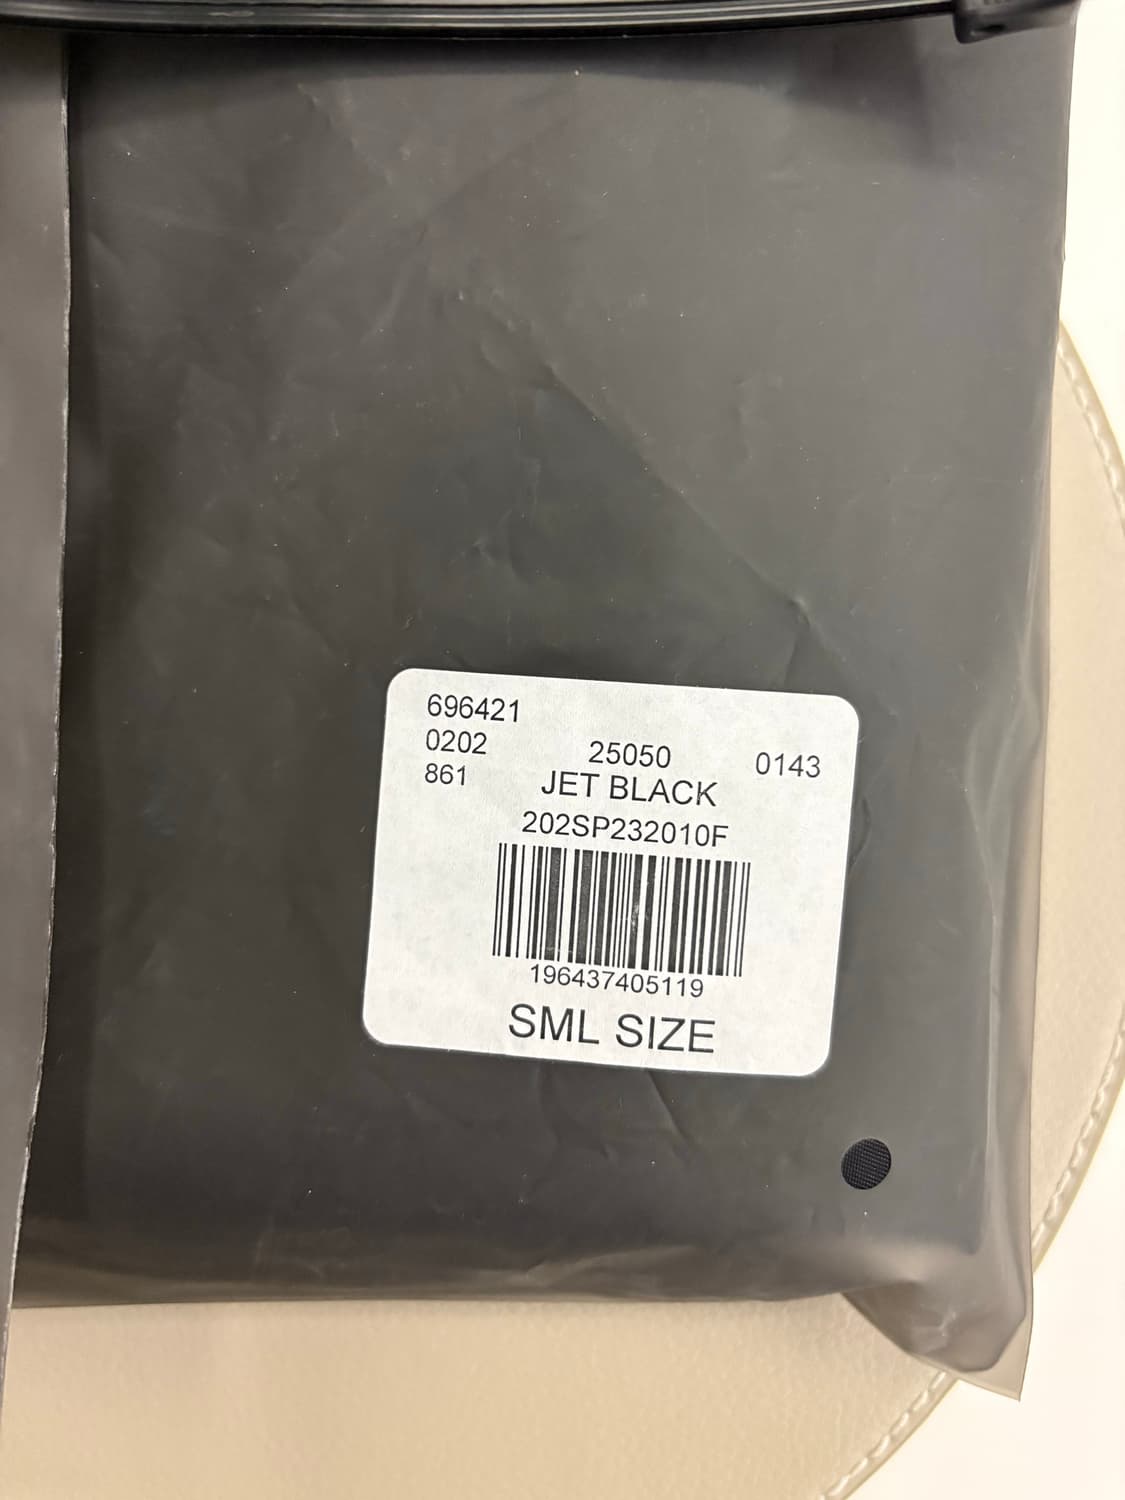 696421
0202 25050 0143
861 JET BLACK
202SP232010F
196437405119
SML SIZE